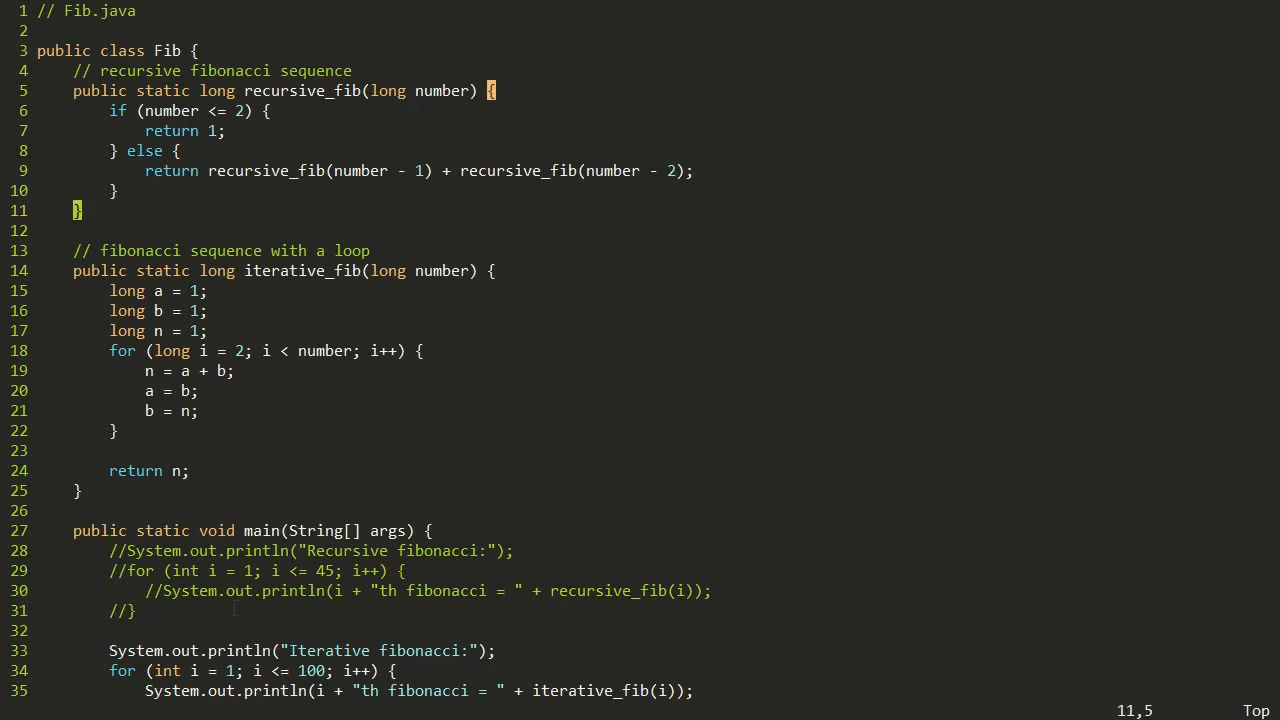 1 // Fib.java
2
3 public class Fib {
4     // recursive fibonacci sequence
5     public static long recursive_fib(long number) {
6         if (number <= 2) {
7             return 1;
8         } else {
9             return recursive_fib(number - 1) + recursive_fib(number - 2);
10         }
11     }
12
13     // fibonacci sequence with a loop
14     public static long iterative_fib(long number) {
15         long a = 1;
16         long b = 1;
17         long n = 1;
18         for (long i = 2; i < number; i++) {
19             n = a + b;
20             a = b;
21             b = n;
22         }
23
24         return n;
25     }
26
27     public static void main(String[] args) {
28         //System.out.println("Recursive fibonacci:");
29         //for (int i = 1; i <= 45; i++) {
30             //System.out.println(i + "th fibonacci = " + recursive_fib(i));
31         //}
32
33         System.out.println("Iterative fibonacci:");
34         for (int i = 1; i <= 100; i++) {
35             System.out.println(i + "th fibonacci = " + iterative_fib(i));
11,5 Top